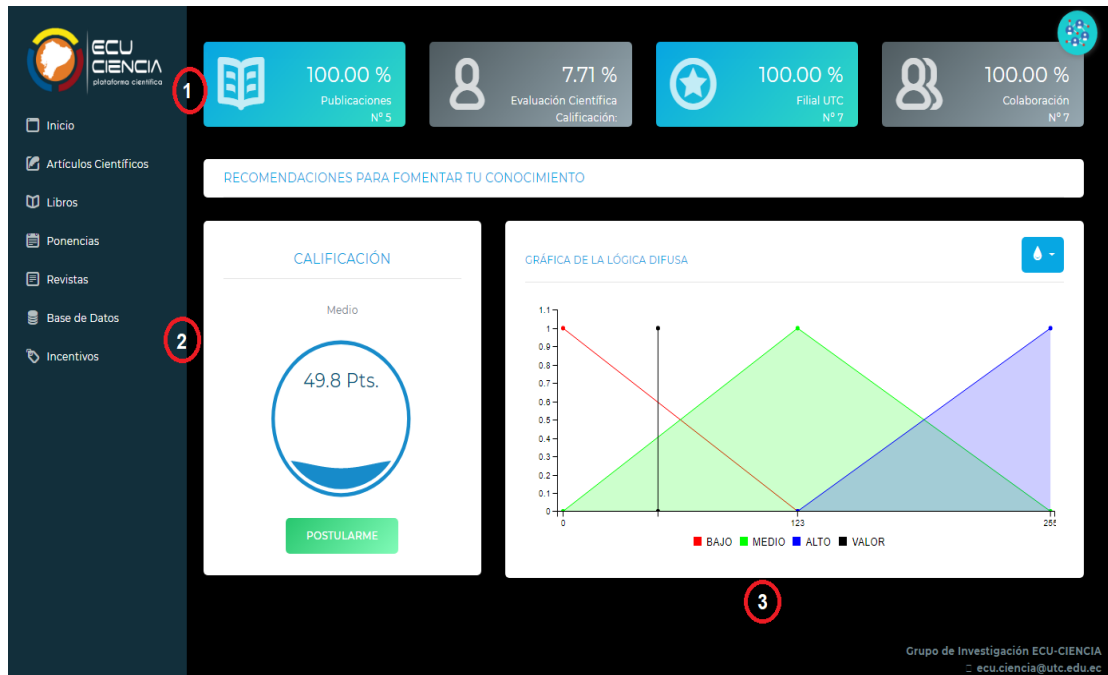 ECU
CIENCIA
plataforma científica
1
100.00 %
Publicaciones
N° 5
7.71 %
Evaluación Científica
Calificación:
100.00 %
Filial UTC
N° 7
100.00 %
Colaboración
N° 7
Inicio
Artículos Científicos
Libros
Ponencias
Revistas
Base de Datos
Incentivos
2
RECOMENDACIONES PARA FOMENTAR TU CONOCIMIENTO
CALIFICACIÓN
Medio
49.8 Pts.
POSTULARME
GRÁFICA DE LA LÓGICA DIFUSA
1.1
1
0.9
0.8
0.7
0.6
0.5
0.4
0.3
0.2
0.1
0
0 123
BAJO MEDIO ALTO VALOR
3
Grupo de Investigación ECU-CIENCIA
ecu.ciencia@utc.edu.ec